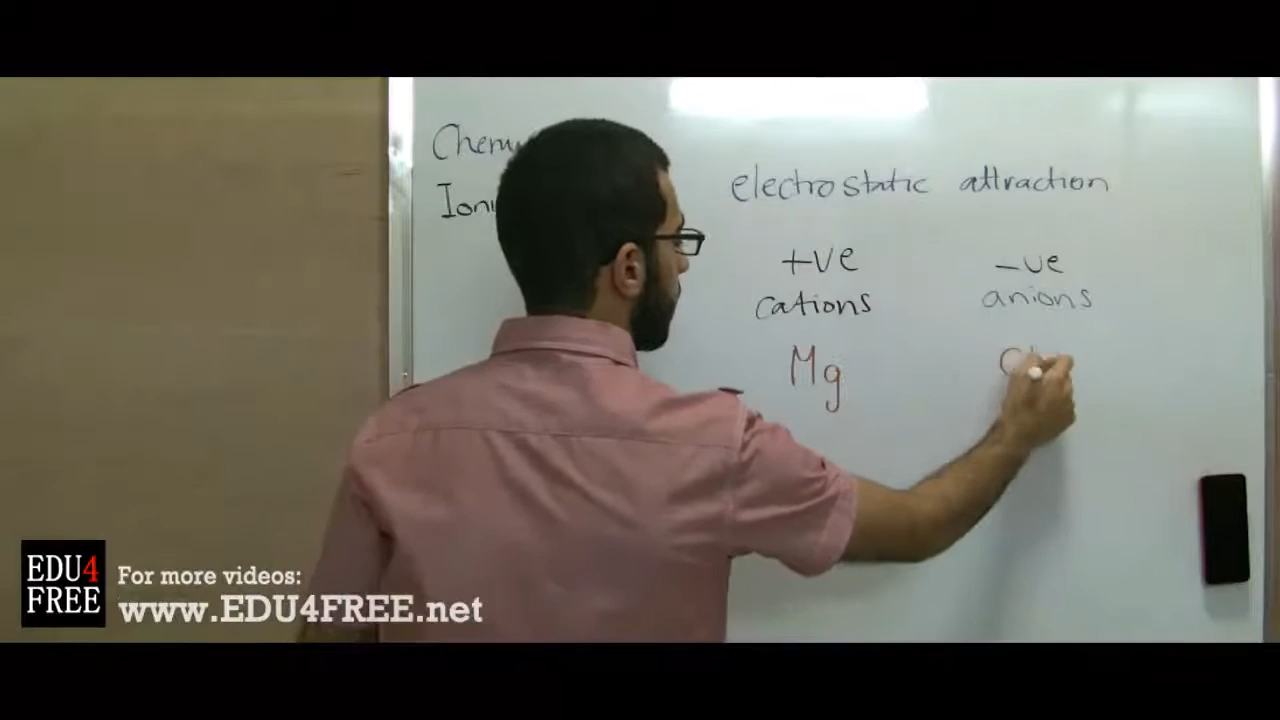 electrostatic attraction
+ve -ve
cations anions
Mg
EDU4
FREE
For more videos:
www.EDU4FREE.net